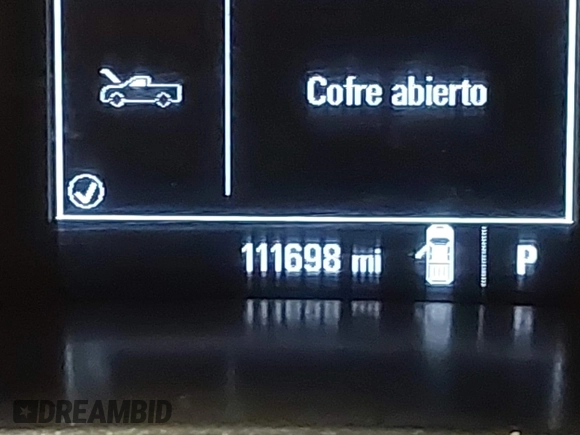 Cofre abierto
111698 mi
P
DREAMBID